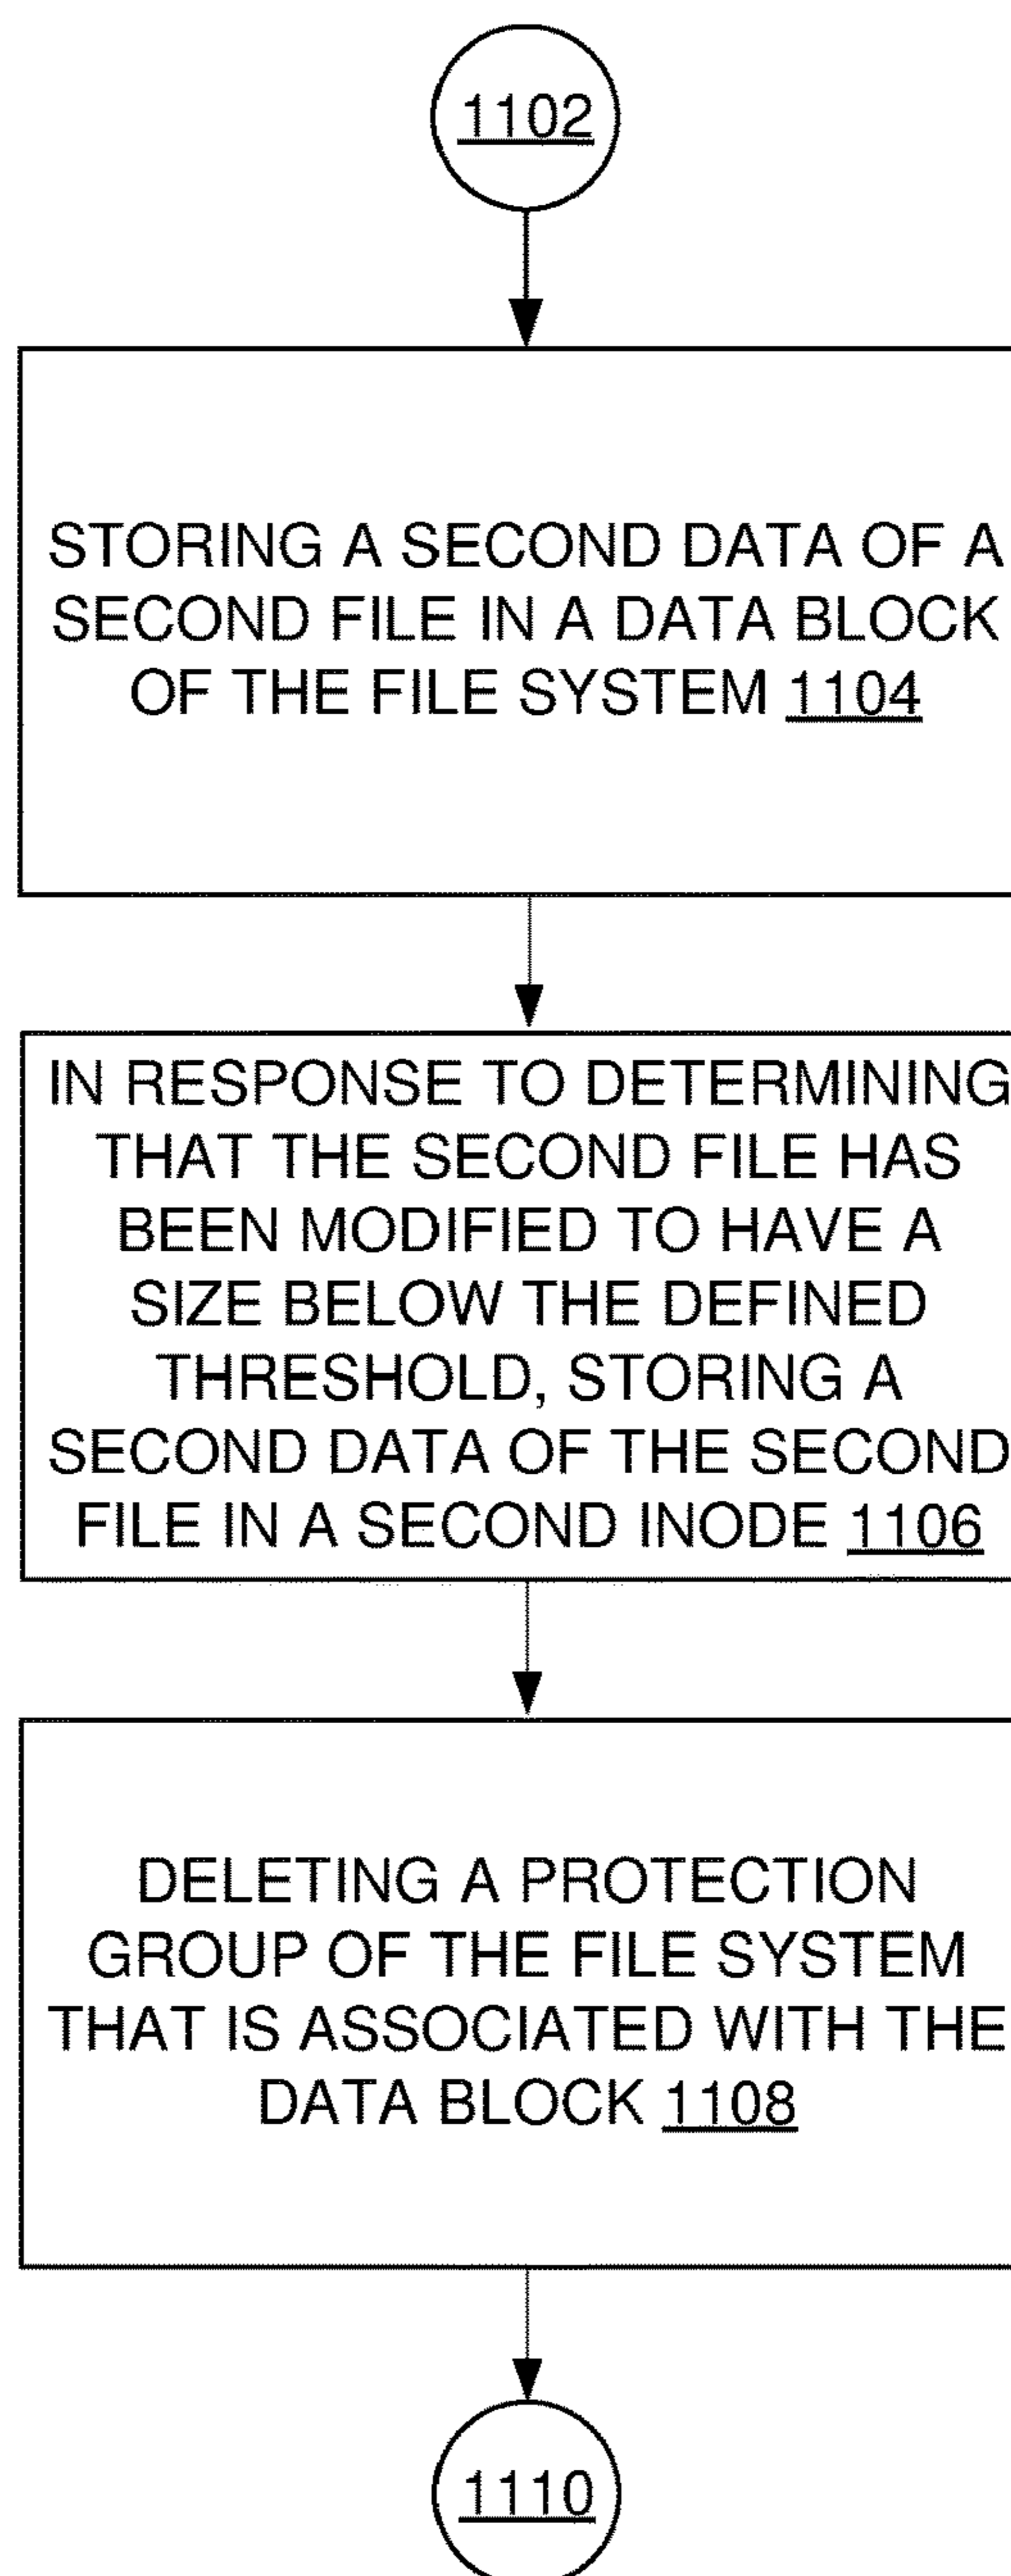 1102
STORING A SECOND DATA OF A
SECOND FILE IN A DATA BLOCK
OF THE FILE SYSTEM 1104
IN RESPONSE TO DETERMINING
THAT THE SECOND FILE HAS
BEEN MODIFIED TO HAVE A
SIZE BELOW THE DEFINED
THRESHOLD, STORING A
SECOND DATA OF THE SECOND
FILE IN A SECOND INODE 1106
DELETING A PROTECTION
GROUP OF THE FILE SYSTEM
THAT IS ASSOCIATED WITH THE
DATA BLOCK 1108
1110